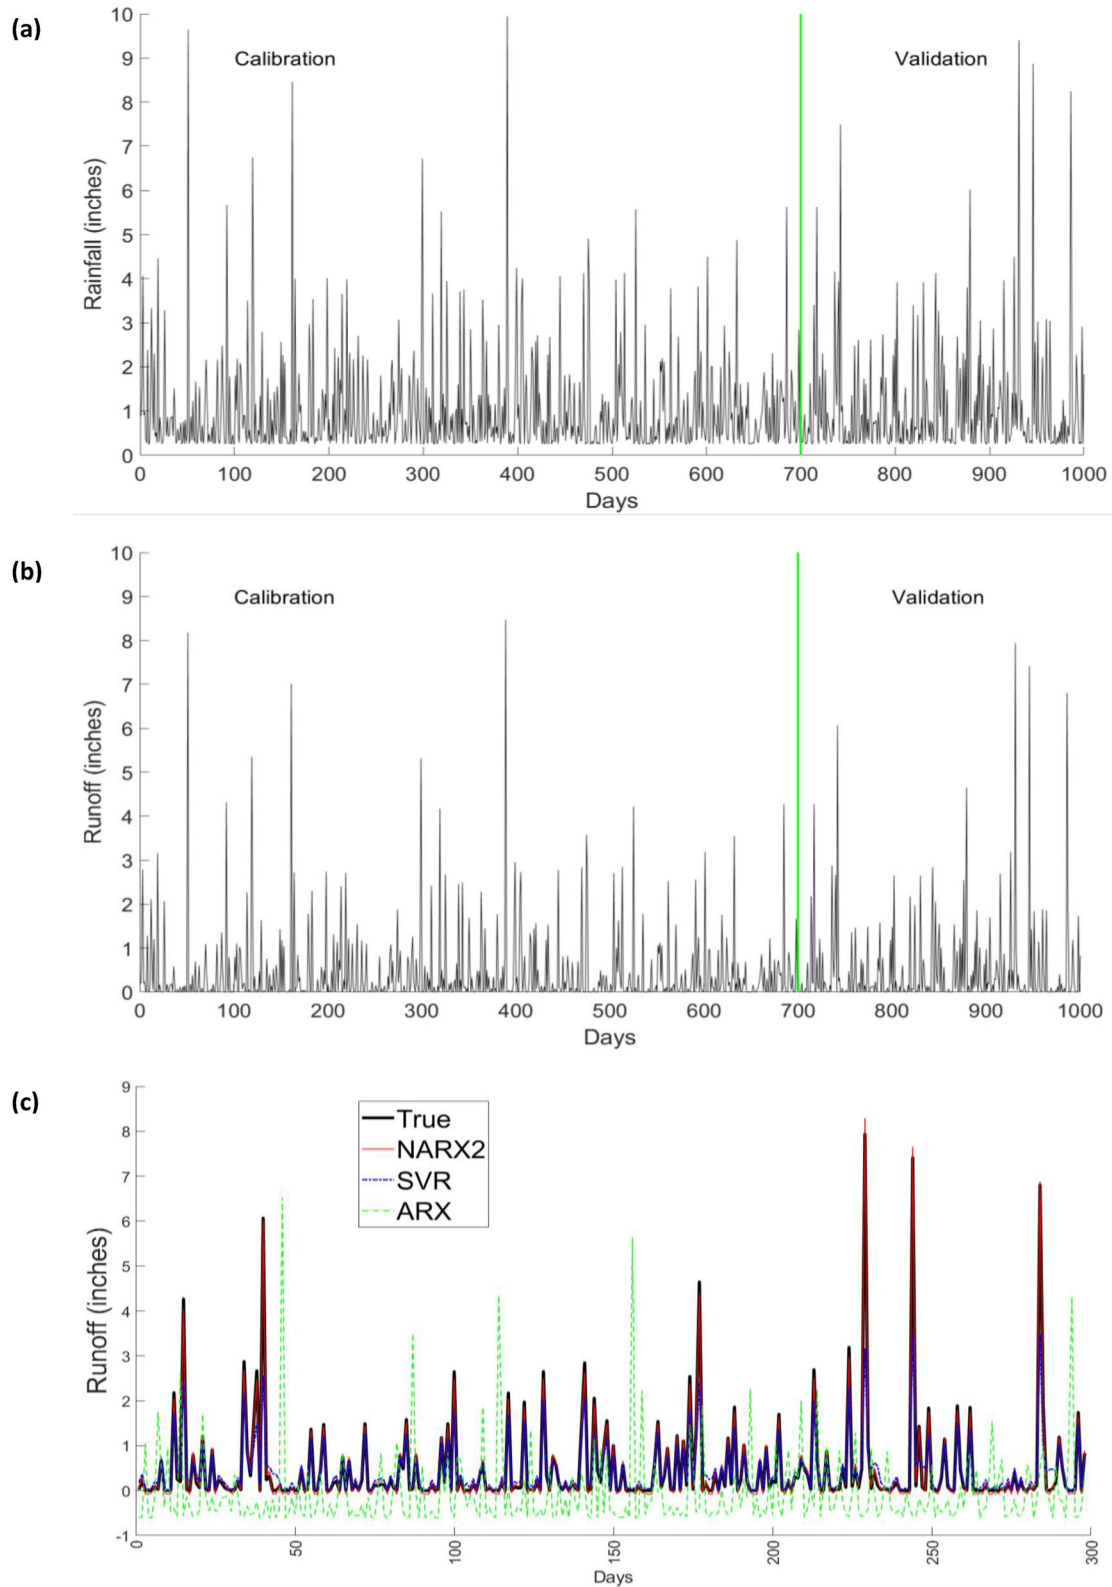 (a)
Rainfall (inches)
10
9
8
7
6
5
4
3
2
1
0
Calibration
Validation
0 100 200 300 400 500 600 700 800 900 1000
Days
(b)
Runoff (inches)
10
9
8
7
6
5
4
3
2
1
0
Calibration
Validation
0 100 200 300 400 500 600 700 800 900 1000
Days
(c)
Runoff (inches)
9
8
7
6
5
4
3
2
1
0
-1
True
NARX2
SVR
ARX
0 50 100 150 200 250 300
Days